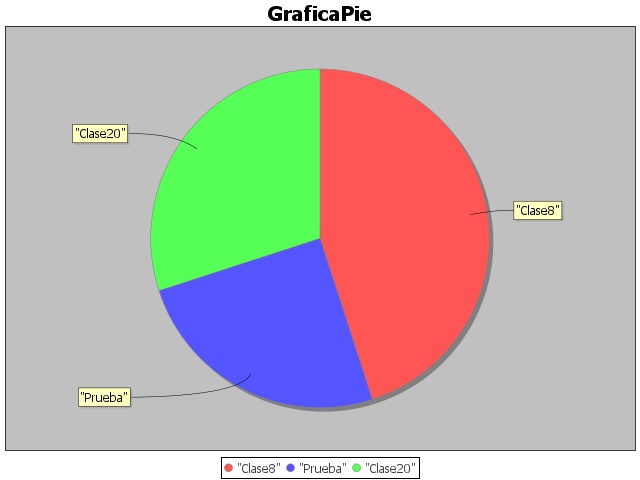 GraficaPie
"Clase20"
"Clase8"
"Prueba"
"Clase8" "Prueba" "Clase20"